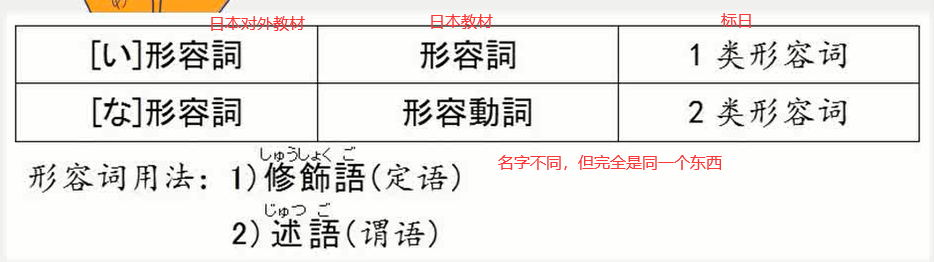 日本对外教材 日本教材 标日
[い]形容詞 形容詞 1类形容词
[な]形容詞 形容動詞 2类形容词
しゅうしょく ご
形容词用法：1)修飾語(定语)
名字不同，但完全是同一个东西
じゅつ ご
2)述語(谓语)